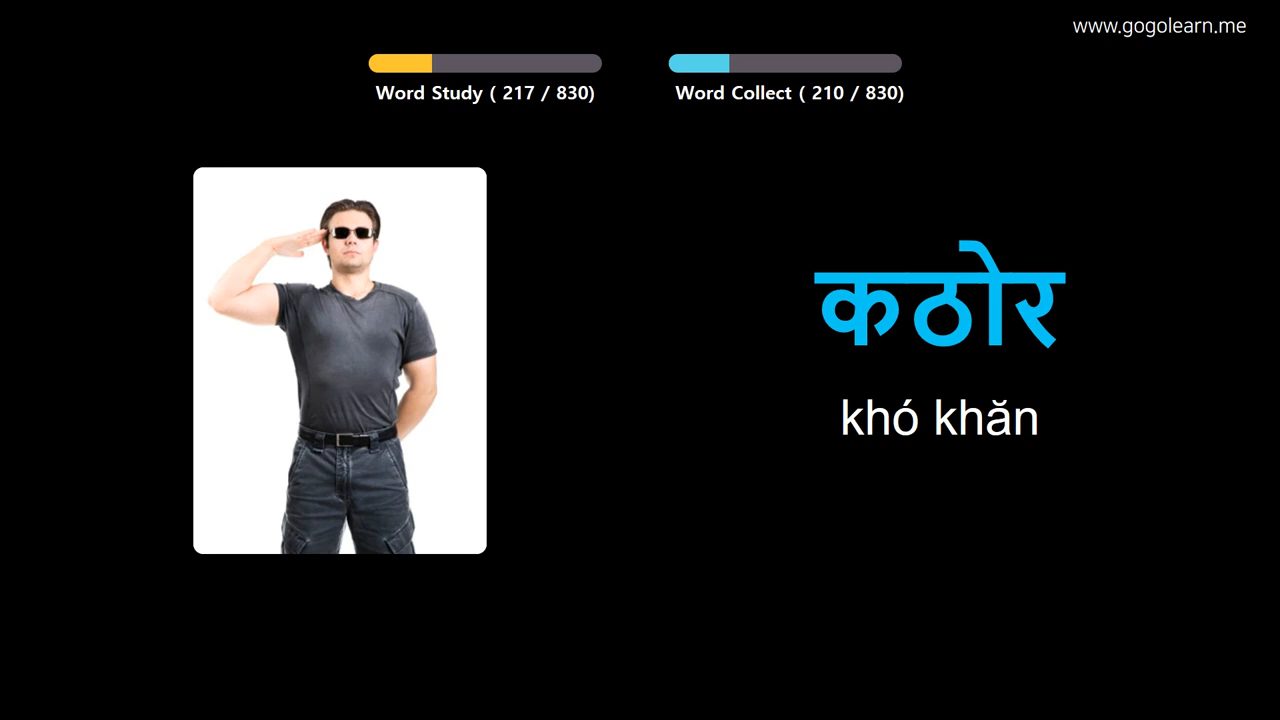 www.gogolearn.me
Word Study ( 217 / 830)
Word Collect ( 210 / 830)
कठोर
khó khăn